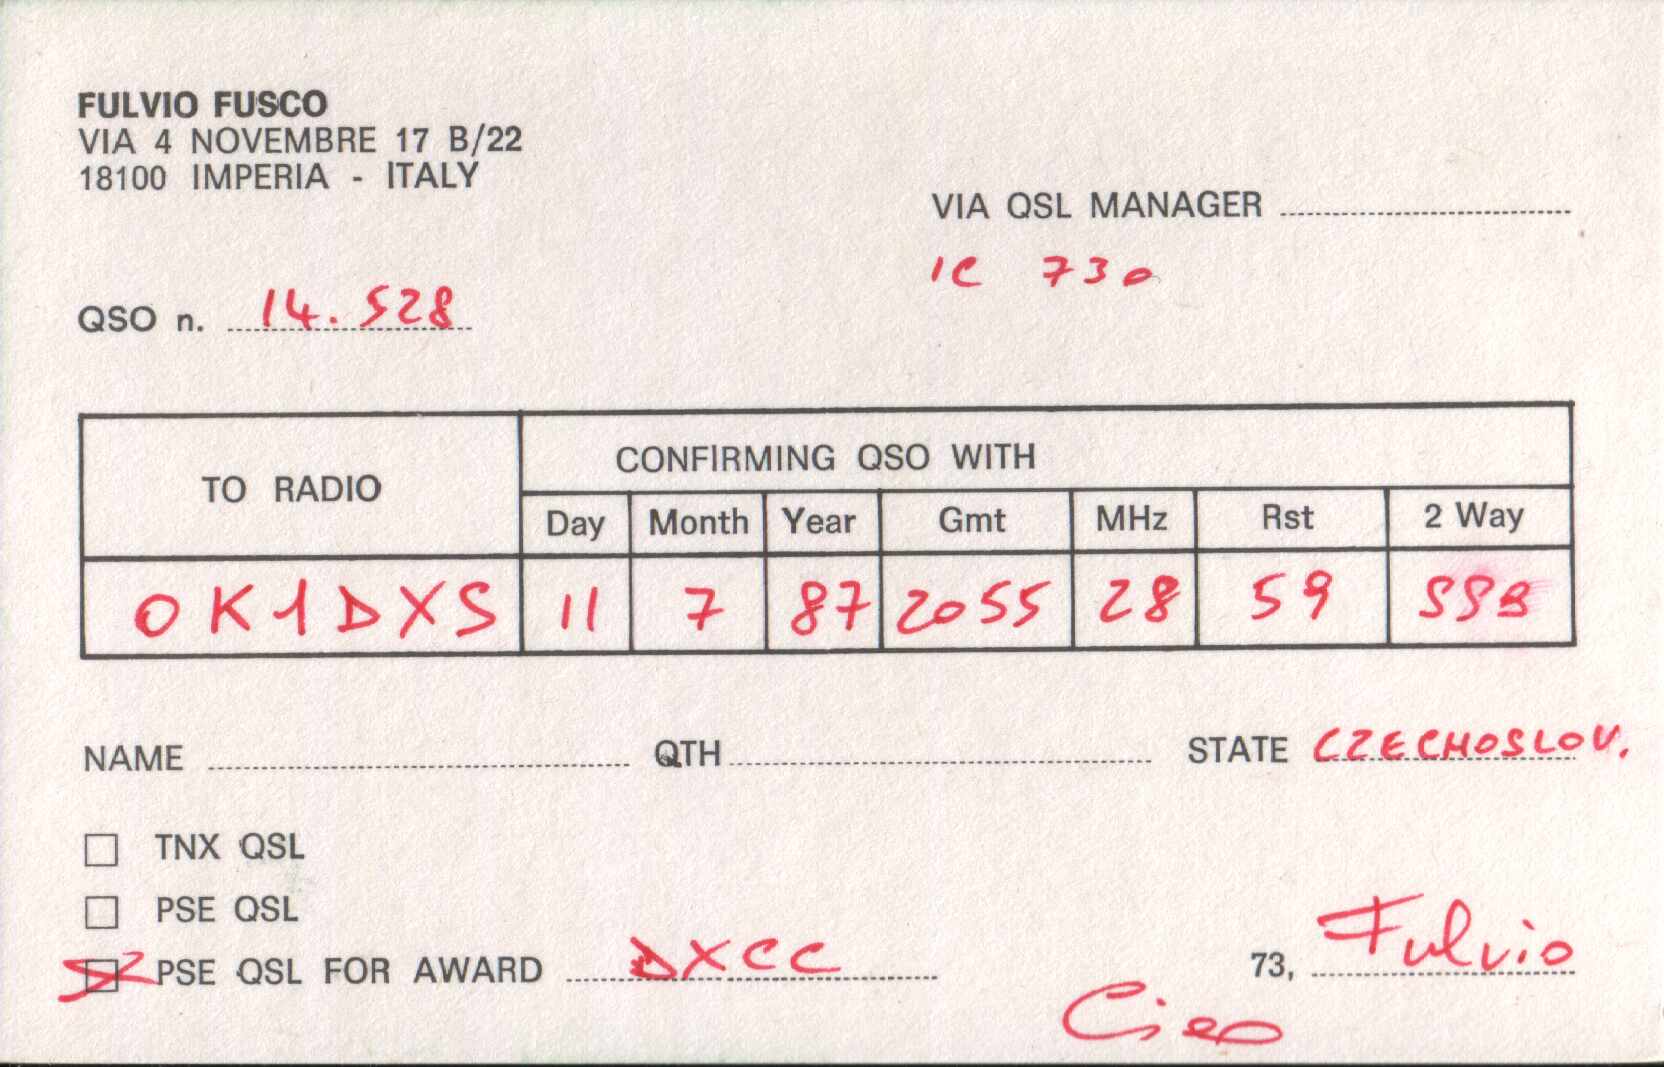 FULVIO FUSCO
VIA 4 NOVEMBRE 17 B/22
18100 IMPERIA - ITALY
VIA QSL MANAGER
IC 730
QSO n. 14.528
TO RADIO
CONFIRMING QSO WITH
Day Month Year Gmt MHz Rst 2 Way
OK1DXS 11 7 87 2055 28 59 SSB
NAME QTH STATE CZECHOSLOV.
TNX QSL
PSE QSL
PSE QSL FOR AWARD DXCC
73, Fulvio
Ciao